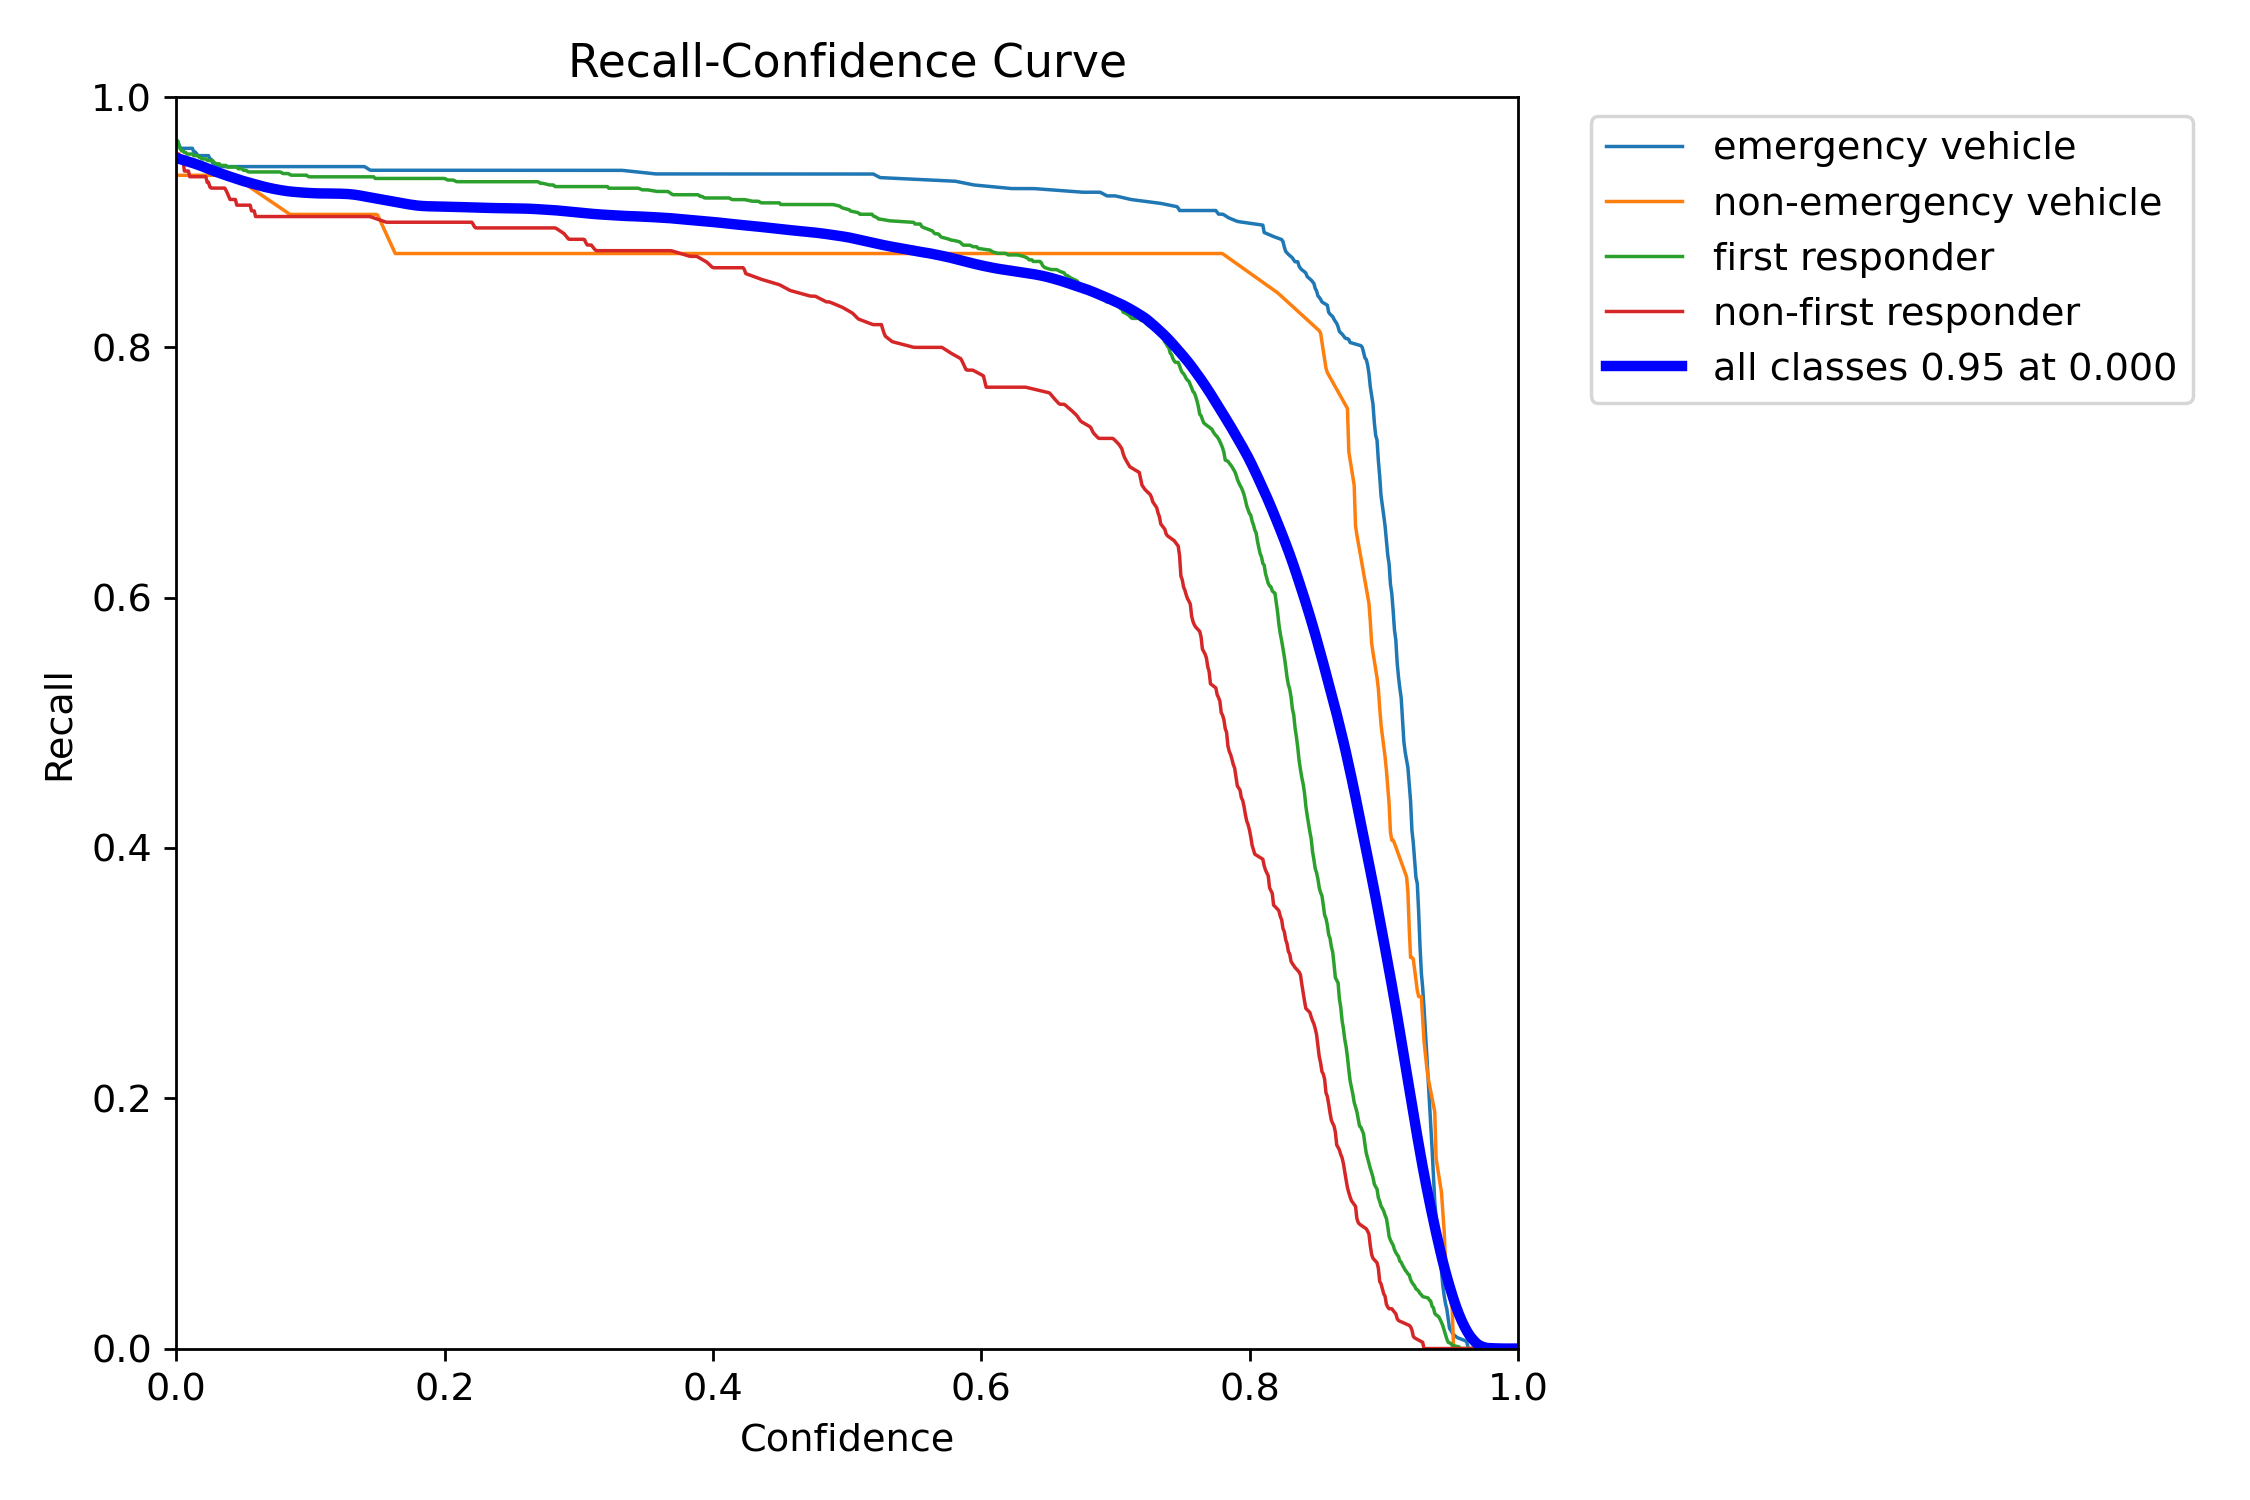 Recall-Confidence Curve
1.0
0.8
0.6
0.4
0.2
0.0
Recall
0.0 0.2 0.4 0.6 0.8 1.0
Confidence
emergency vehicle
non-emergency vehicle
first responder
non-first responder
all classes 0.95 at 0.000